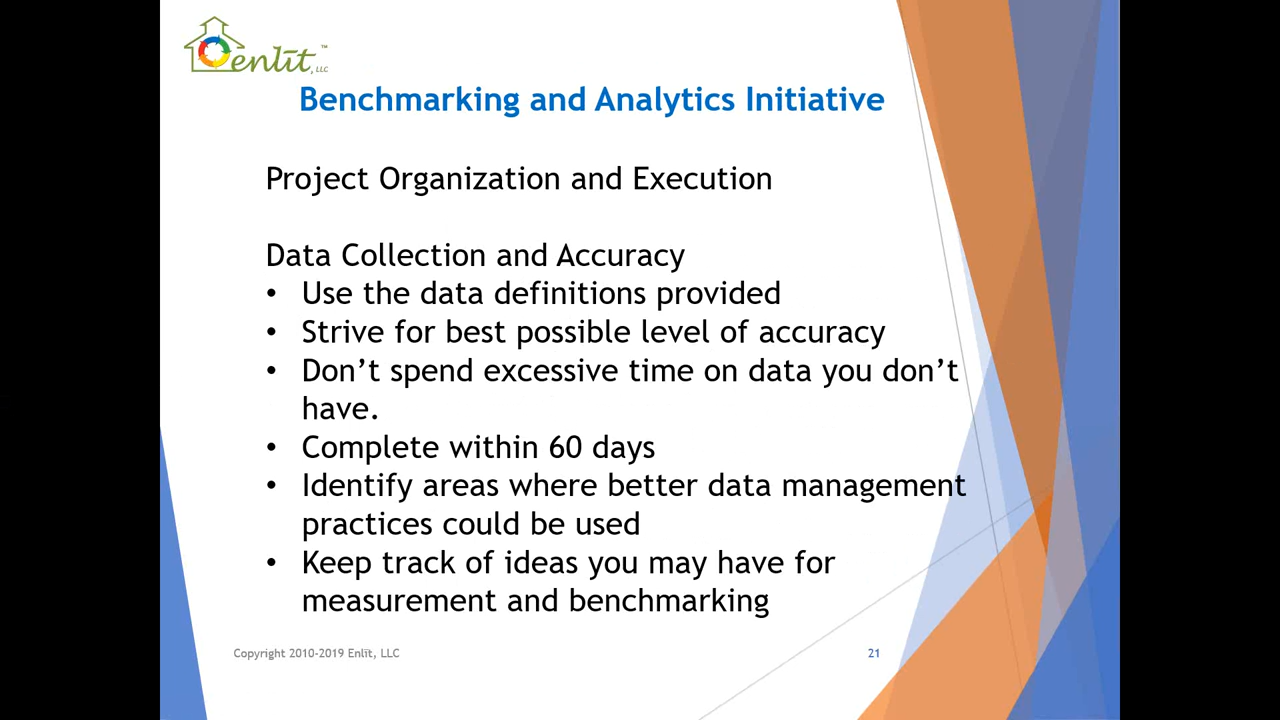 enlīt, LLC ™
Benchmarking and Analytics Initiative
Project Organization and Execution
Data Collection and Accuracy
• Use the data definitions provided
• Strive for best possible level of accuracy
• Don’t spend excessive time on data you don’t
have.
• Complete within 60 days
• Identify areas where better data management
practices could be used
• Keep track of ideas you may have for
measurement and benchmarking
Copyright 2010-2019 Enlīt, LLC
21